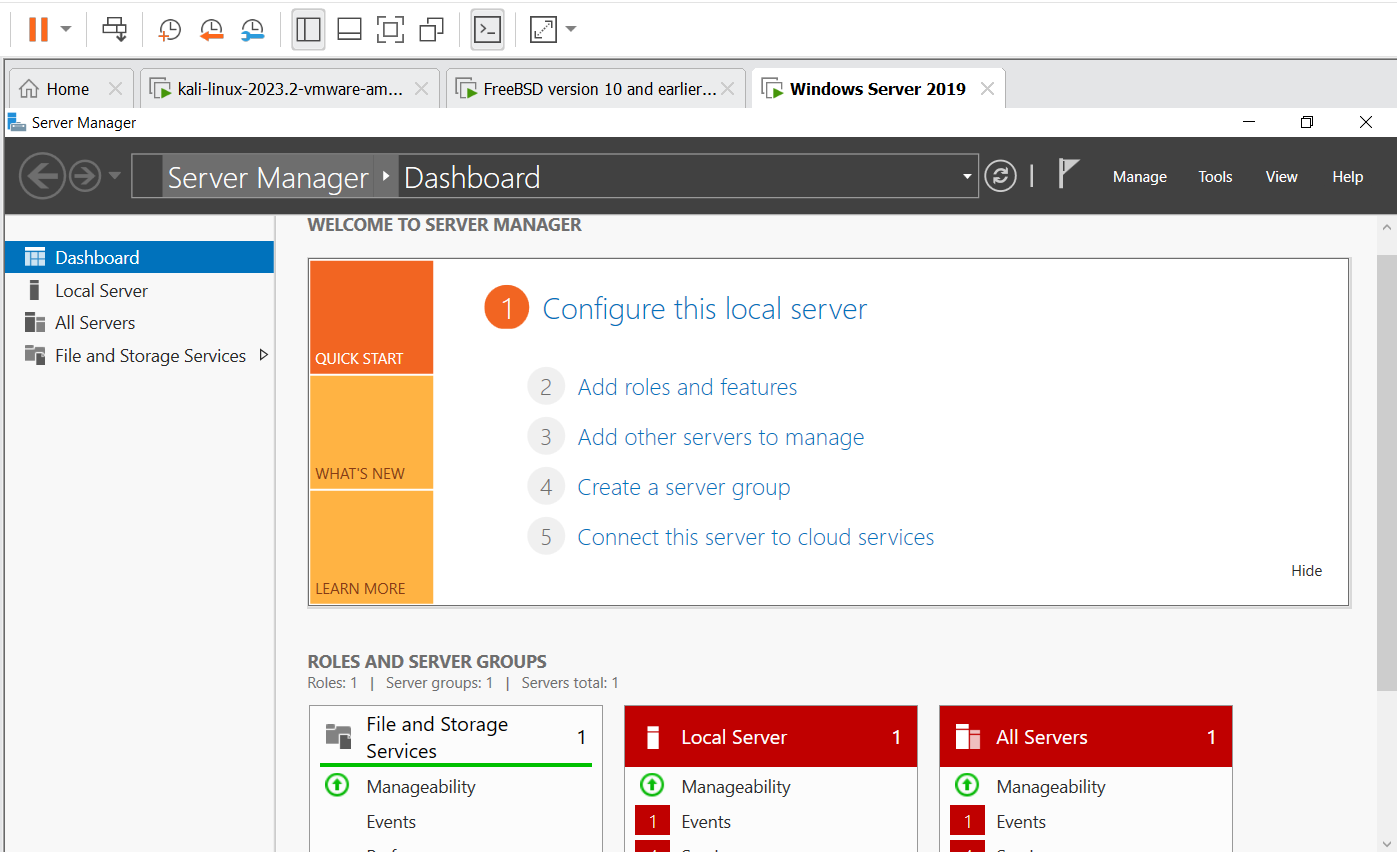 Home
kali-linux-2023.2-vmware-am...
FreeBSD version 10 and earlier...
Windows Server 2019
Server Manager
Server Manager
Dashboard
Manage
Tools
View
Help
WELCOME TO SERVER MANAGER
Dashboard
Local Server
All Servers
File and Storage Services
QUICK START
WHAT'S NEW
LEARN MORE
1 Configure this local server
2 Add roles and features
3 Add other servers to manage
4 Create a server group
5 Connect this server to cloud services
Hide
ROLES AND SERVER GROUPS
Roles: 1 | Server groups: 1 | Servers total: 1
File and Storage
Services
1
Manageability
Events
Local Server 1
Manageability
1 Events
All Servers 1
Manageability
1 Events